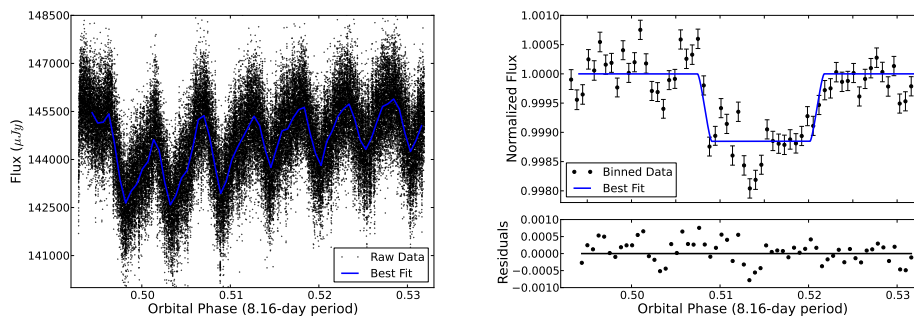 148500
147000
145500
144000
142500
141000
Flux (μJy)
0.50
0.51
0.52
0.53
Orbital Phase (8.16-day period)
Raw Data
Best Fit
1.0010
1.0005
1.0000
0.9995
0.9990
0.9985
0.9980
Normalized Flux
Binned Data
Best Fit
0.0010
0.0005
0.0000
−0.0005
−0.0010
Residuals
0.50
0.51
0.52
0.53
Orbital Phase (8.16-day period)